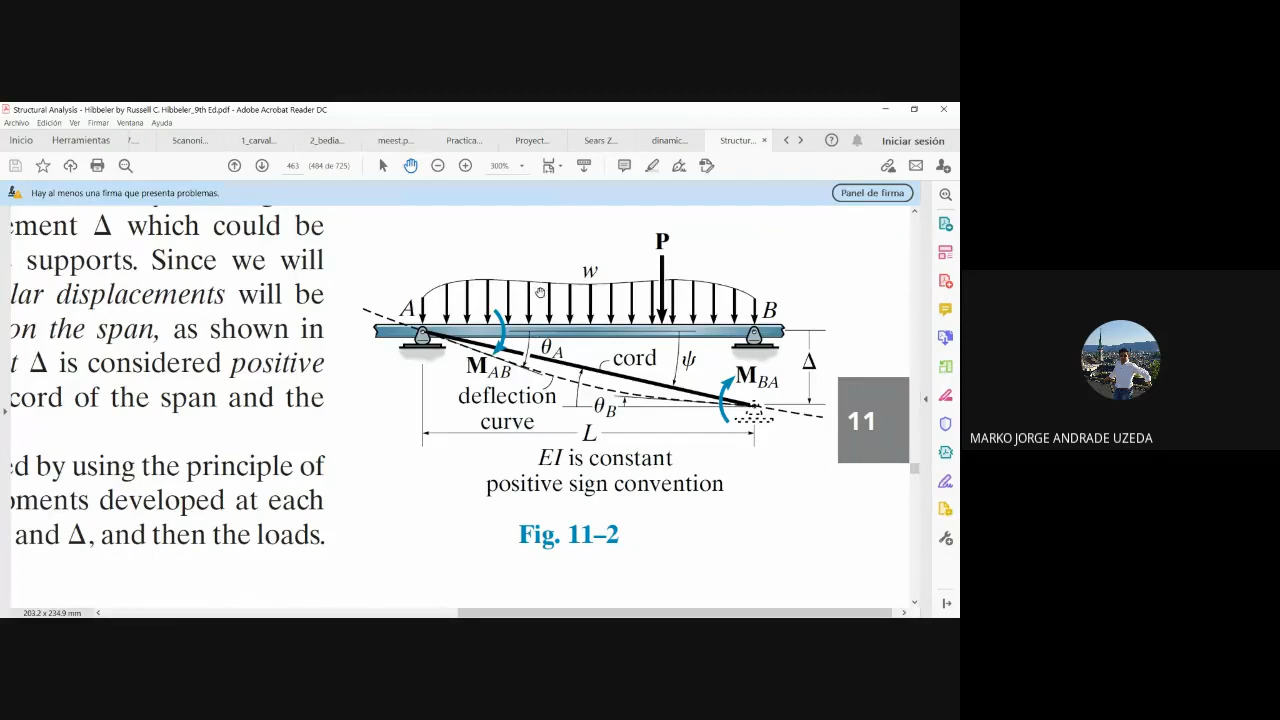 Structural Analysis - Hibbeler by Russell C. Hibbeler_9th Ed.pdf - Adobe Acrobat Reader DC
Archivo Edición Ver Firmar Ventana Ayuda
Inicio Herramientas Scanoni... 1_carval... 2_bedia... meest.p... Practica... Proyect... Sears Z... dinamic... Structur... × Iniciar sesión
463 (484 de 725) 300%
Hay al menos una firma que presenta problemas. Panel de firma
ement Δ which could be
supports. Since we will
lar displacements will be
on the span, as shown in
t Δ is considered positive
cord of the span and the
ed by using the principle of
oments developed at each
and Δ, and then the loads.
P
w
A B
θA cord ψ Δ
MAB MBA
deflection
curve θB
L
EI is constant
positive sign convention
Fig. 11–2
11
203.2 x 234.9 mm
MARKO JORGE ANDRADE UZEDA